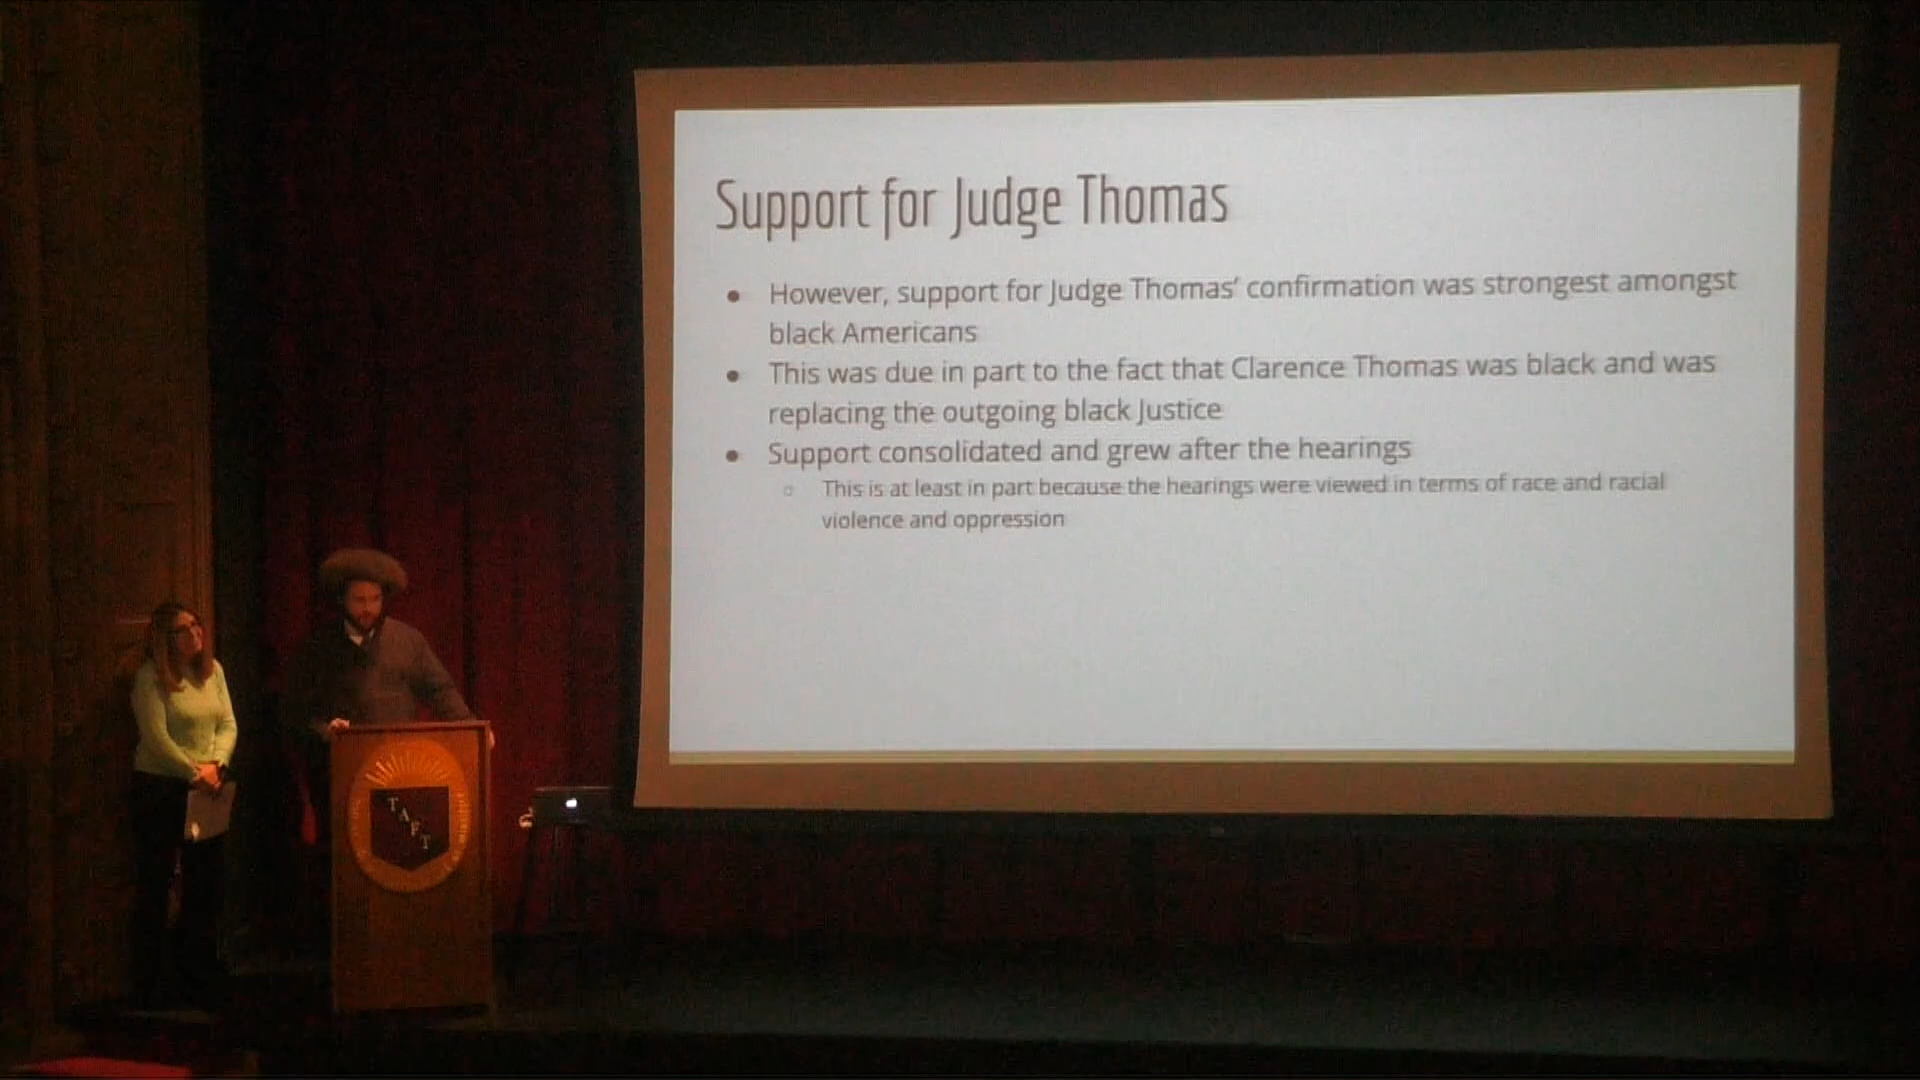 Support for Judge Thomas
● However, support for Judge Thomas’ confirmation was strongest amongst
black Americans
● This was due in part to the fact that Clarence Thomas was black and was
replacing the outgoing black Justice
● Support consolidated and grew after the hearings
○ This is at least in part because the hearings were viewed in terms of race and racial
violence and oppression
TAFT